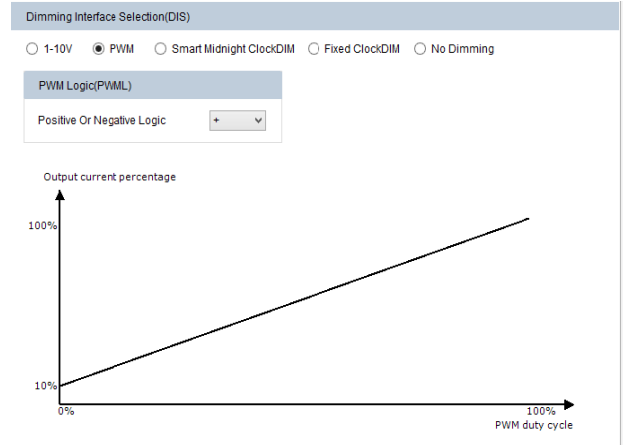 Dimming Interface Selection(DIS)
1-10V PWM Smart Midnight ClockDIM Fixed ClockDIM No Dimming
PWM Logic(PWML)
Positive Or Negative Logic +
Output current percentage
100%
10%
0% 100%
PWM duty cycle